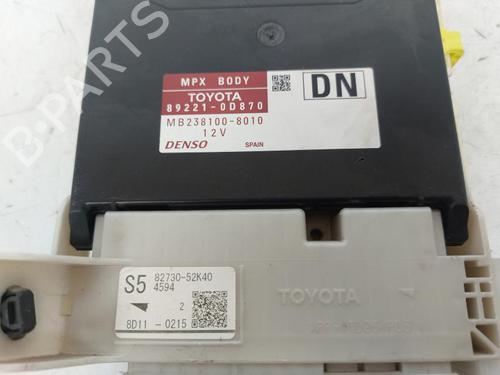 MPX BODY
TOYOTA
89221-0D870
MB238100-8010
12V
DENSO
SPAIN
DN
S5
82730-52K40
4594
2
8D11-0215
TOYOTA
B-PARTS